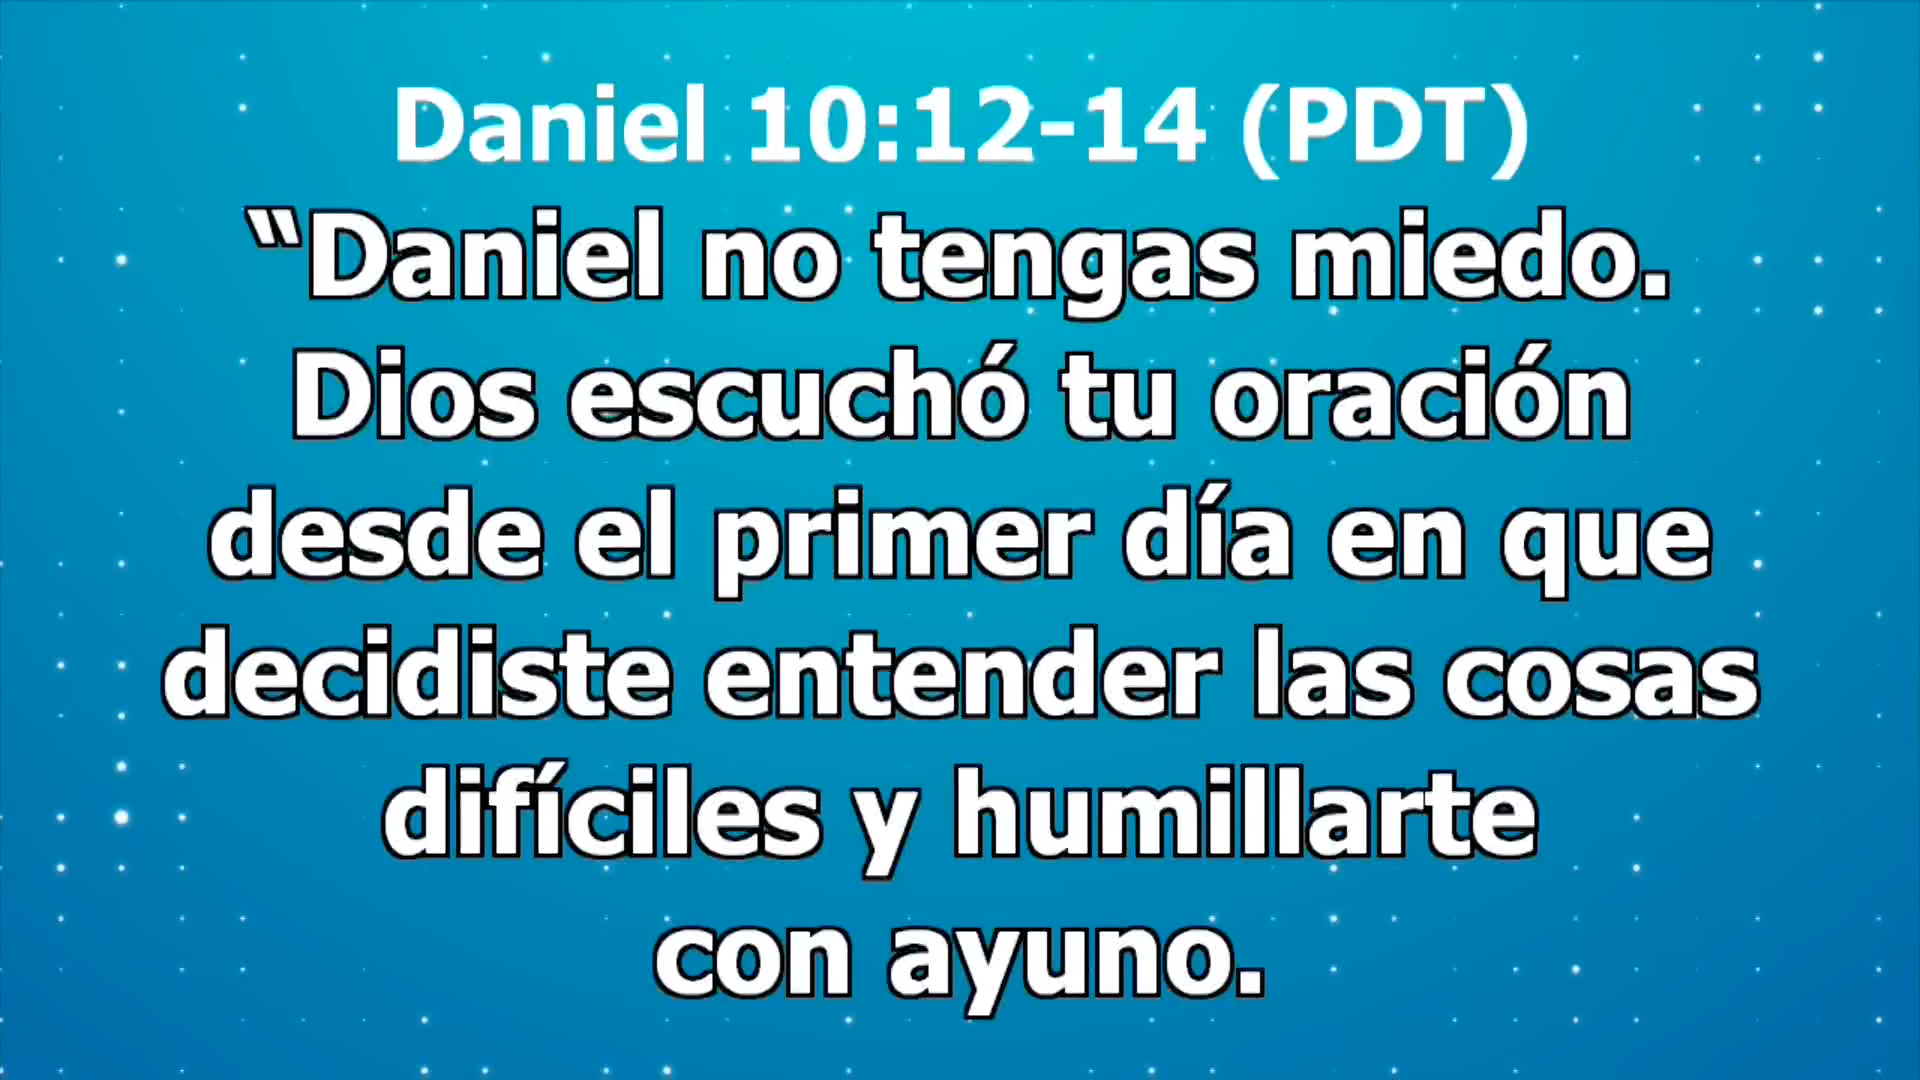 Daniel 10:12-14 (PDT)
“Daniel no tengas miedo.
Dios escuchó tu oración
desde el primer día en que
decidiste entender las cosas
difíciles y humillarte
con ayuno.